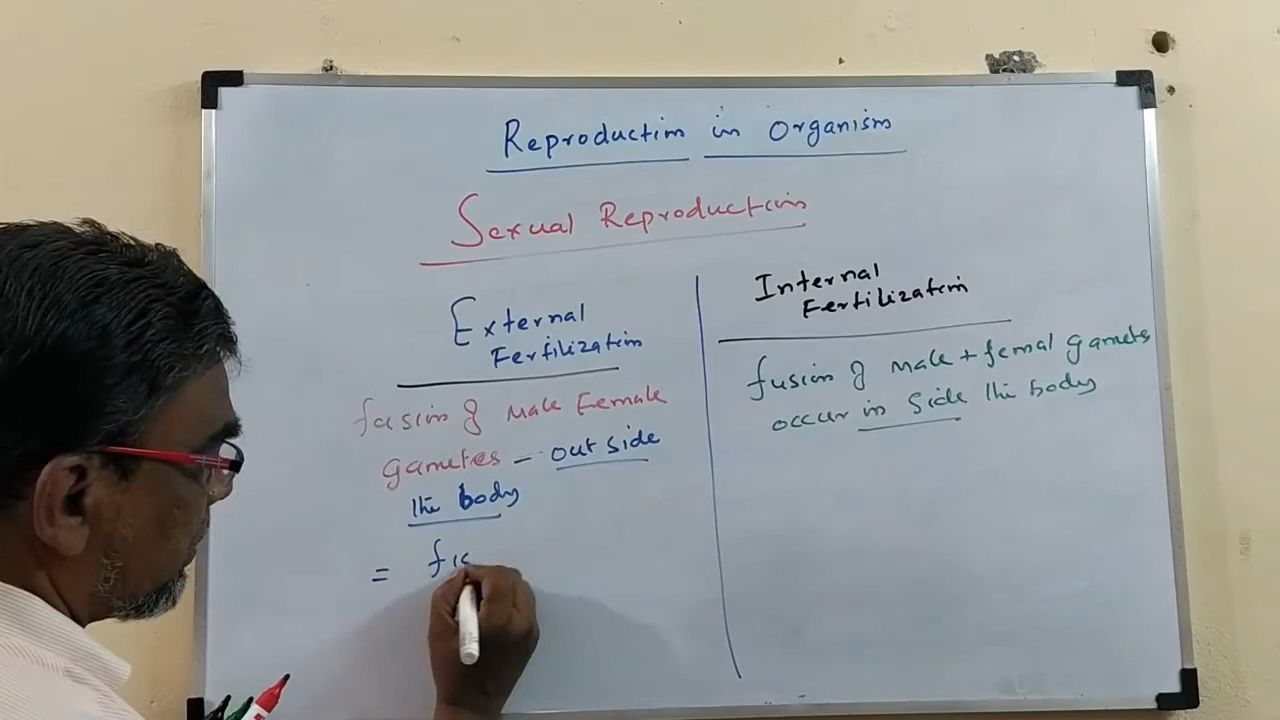 Reproduction in Organism
Sexual Reproduction
External
Fertilization
fusion of Male Female
gametes - out side
the body
= fis
Internal
Fertilization
fusion of male + femal gamets
occur in side the body